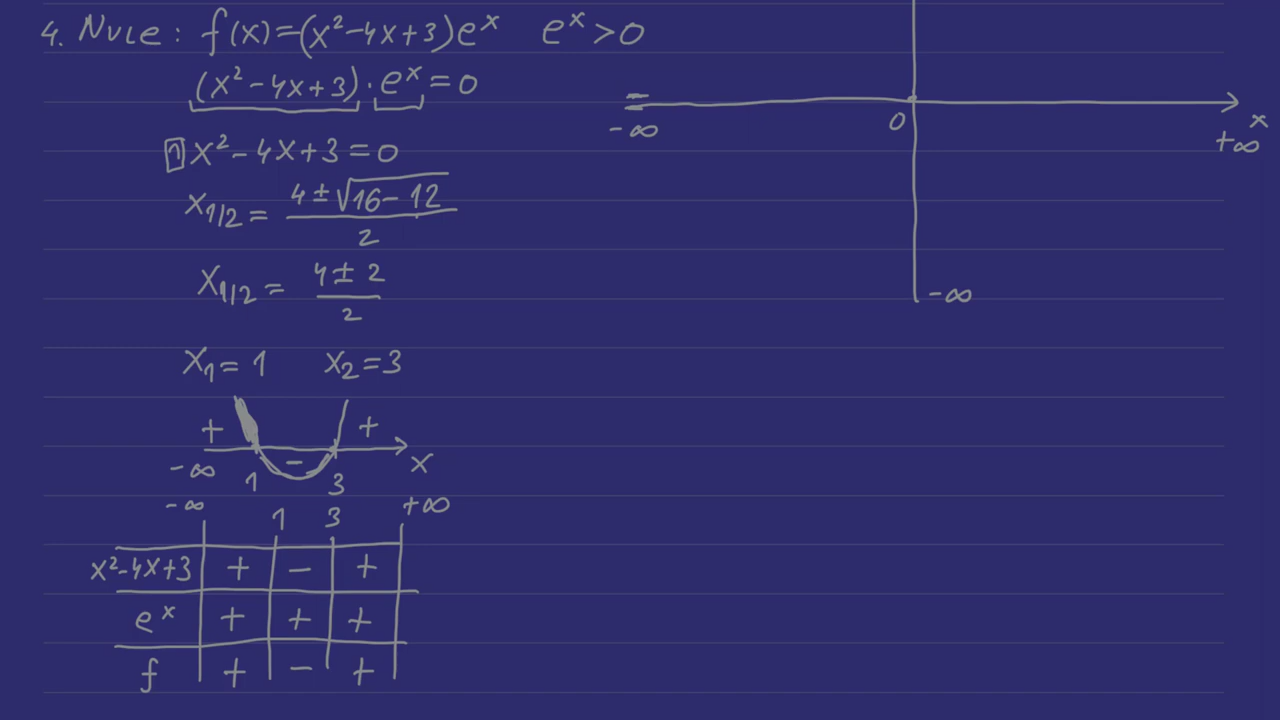 4. Nule: f(x)=(x²-4x+3)eˣ eˣ>0
(x²-4x+3)·eˣ=0
1 x²-4x+3=0
x1/2 = (4±√16-12)/2
x1/2 = (4±2)/2
x₁=1 x₂=3
+ - + x
-∞ 1 3
-∞ 1 3 +∞
x²-4x+3 + - +
eˣ + + +
f + - +
-∞ 0 x
+∞
-∞